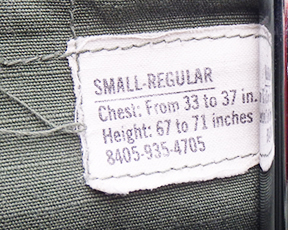 SMALL-REGULAR
Chest: From 33 to 37 in.
Height: 67 to 71 inches
8405-935-4705